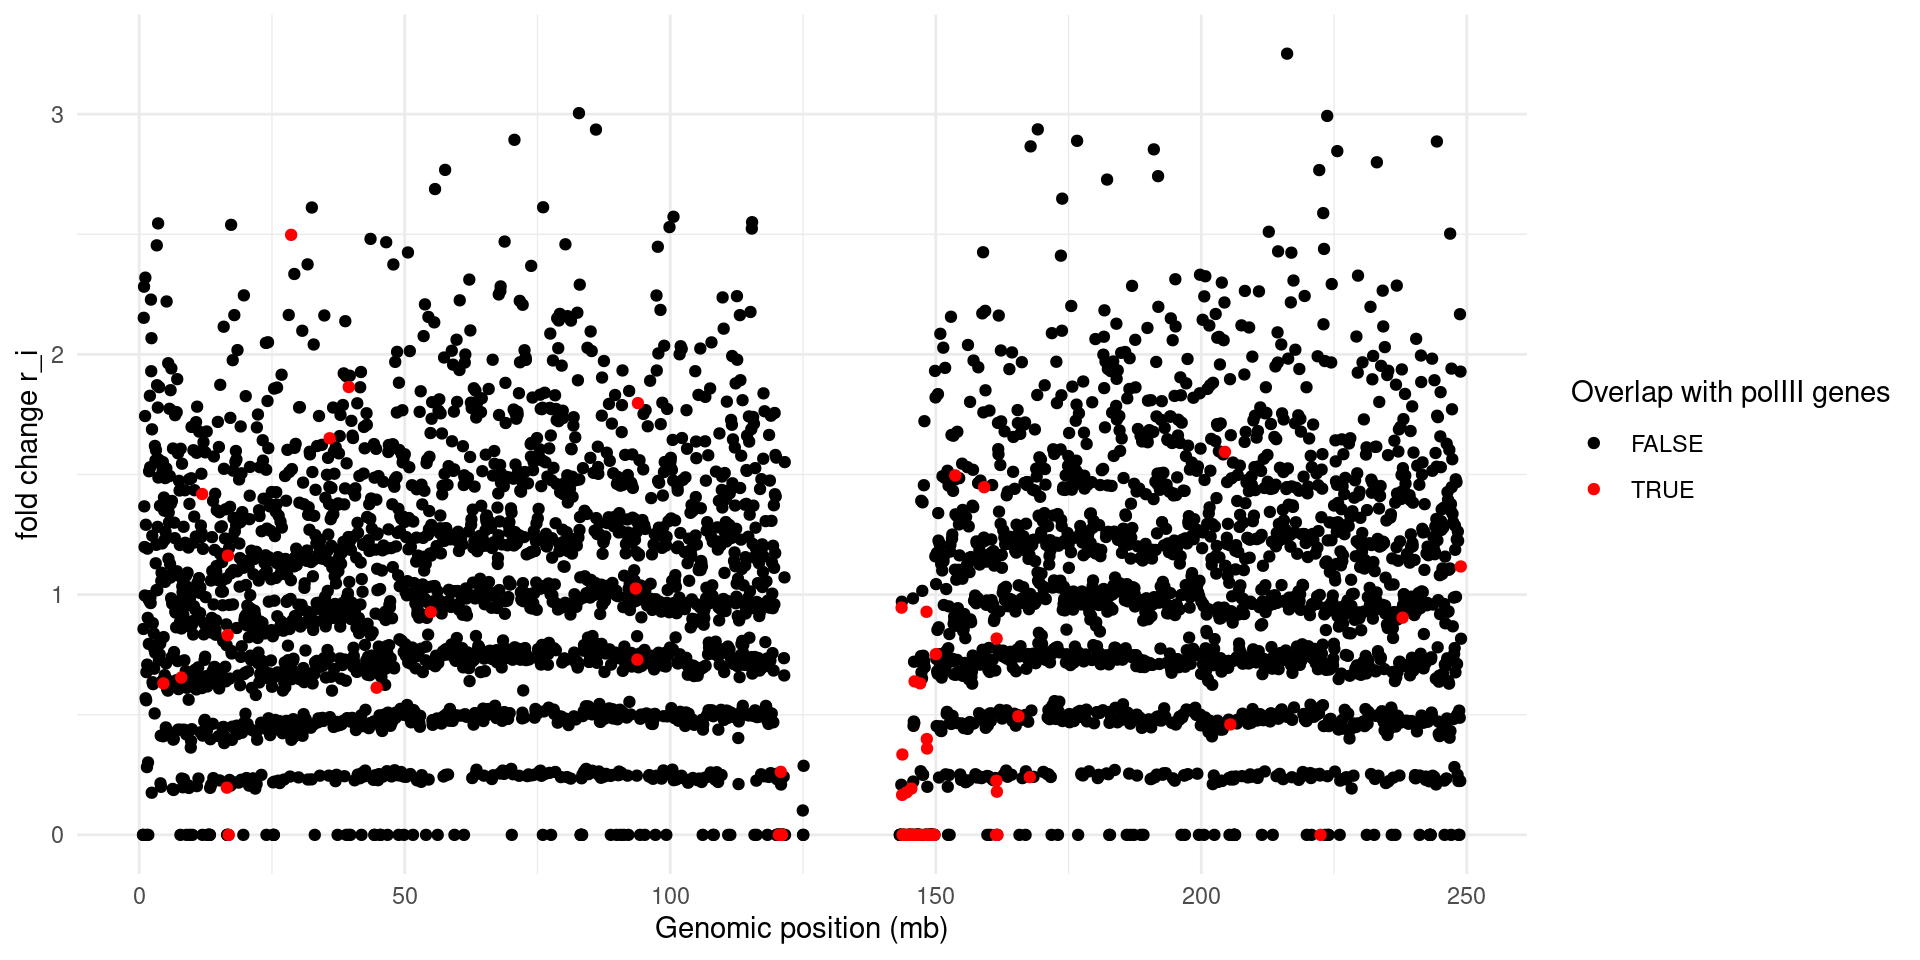 3
2
1
0
fold change r_i
0
50
100
150
200
250
Genomic position (mb)
Overlap with polIII genes
FALSE
TRUE